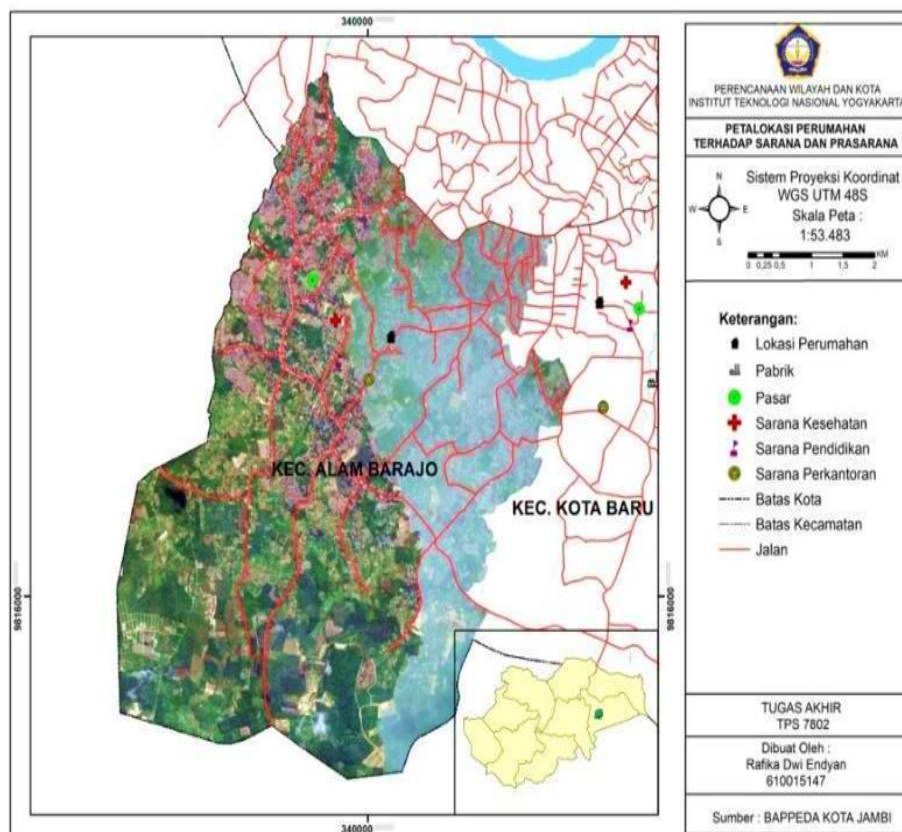 340000
9816000
KEC. ALAM BARAJO
KEC. KOTA BARU
9816000
340000
PERENCANAAN WILAYAH DAN KOTA
INSTITUT TEKNOLOGI NASIONAL YOGYAKARTA
PETALOKASI PERUMAHAN
TERHADAP SARANA DAN PRASARANA
N
W E
S
Sistem Proyeksi Koordinat
WGS UTM 48S
Skala Peta :
1:53.483
KM
0 0,25 0,5 1 1 2
Keterangan:
Lokasi Perumahan
Pabrik
Pasar
Sarana Kesehatan
Sarana Pendidikan
Sarana Perkantoran
Batas Kota
Batas Kecamatan
Jalan
TUGAS AKHIR
TPS 7802
Dibuat Oleh :
Rafika Dwi Endyan
610015147
Sumber : BAPPEDA KOTA JAMBI